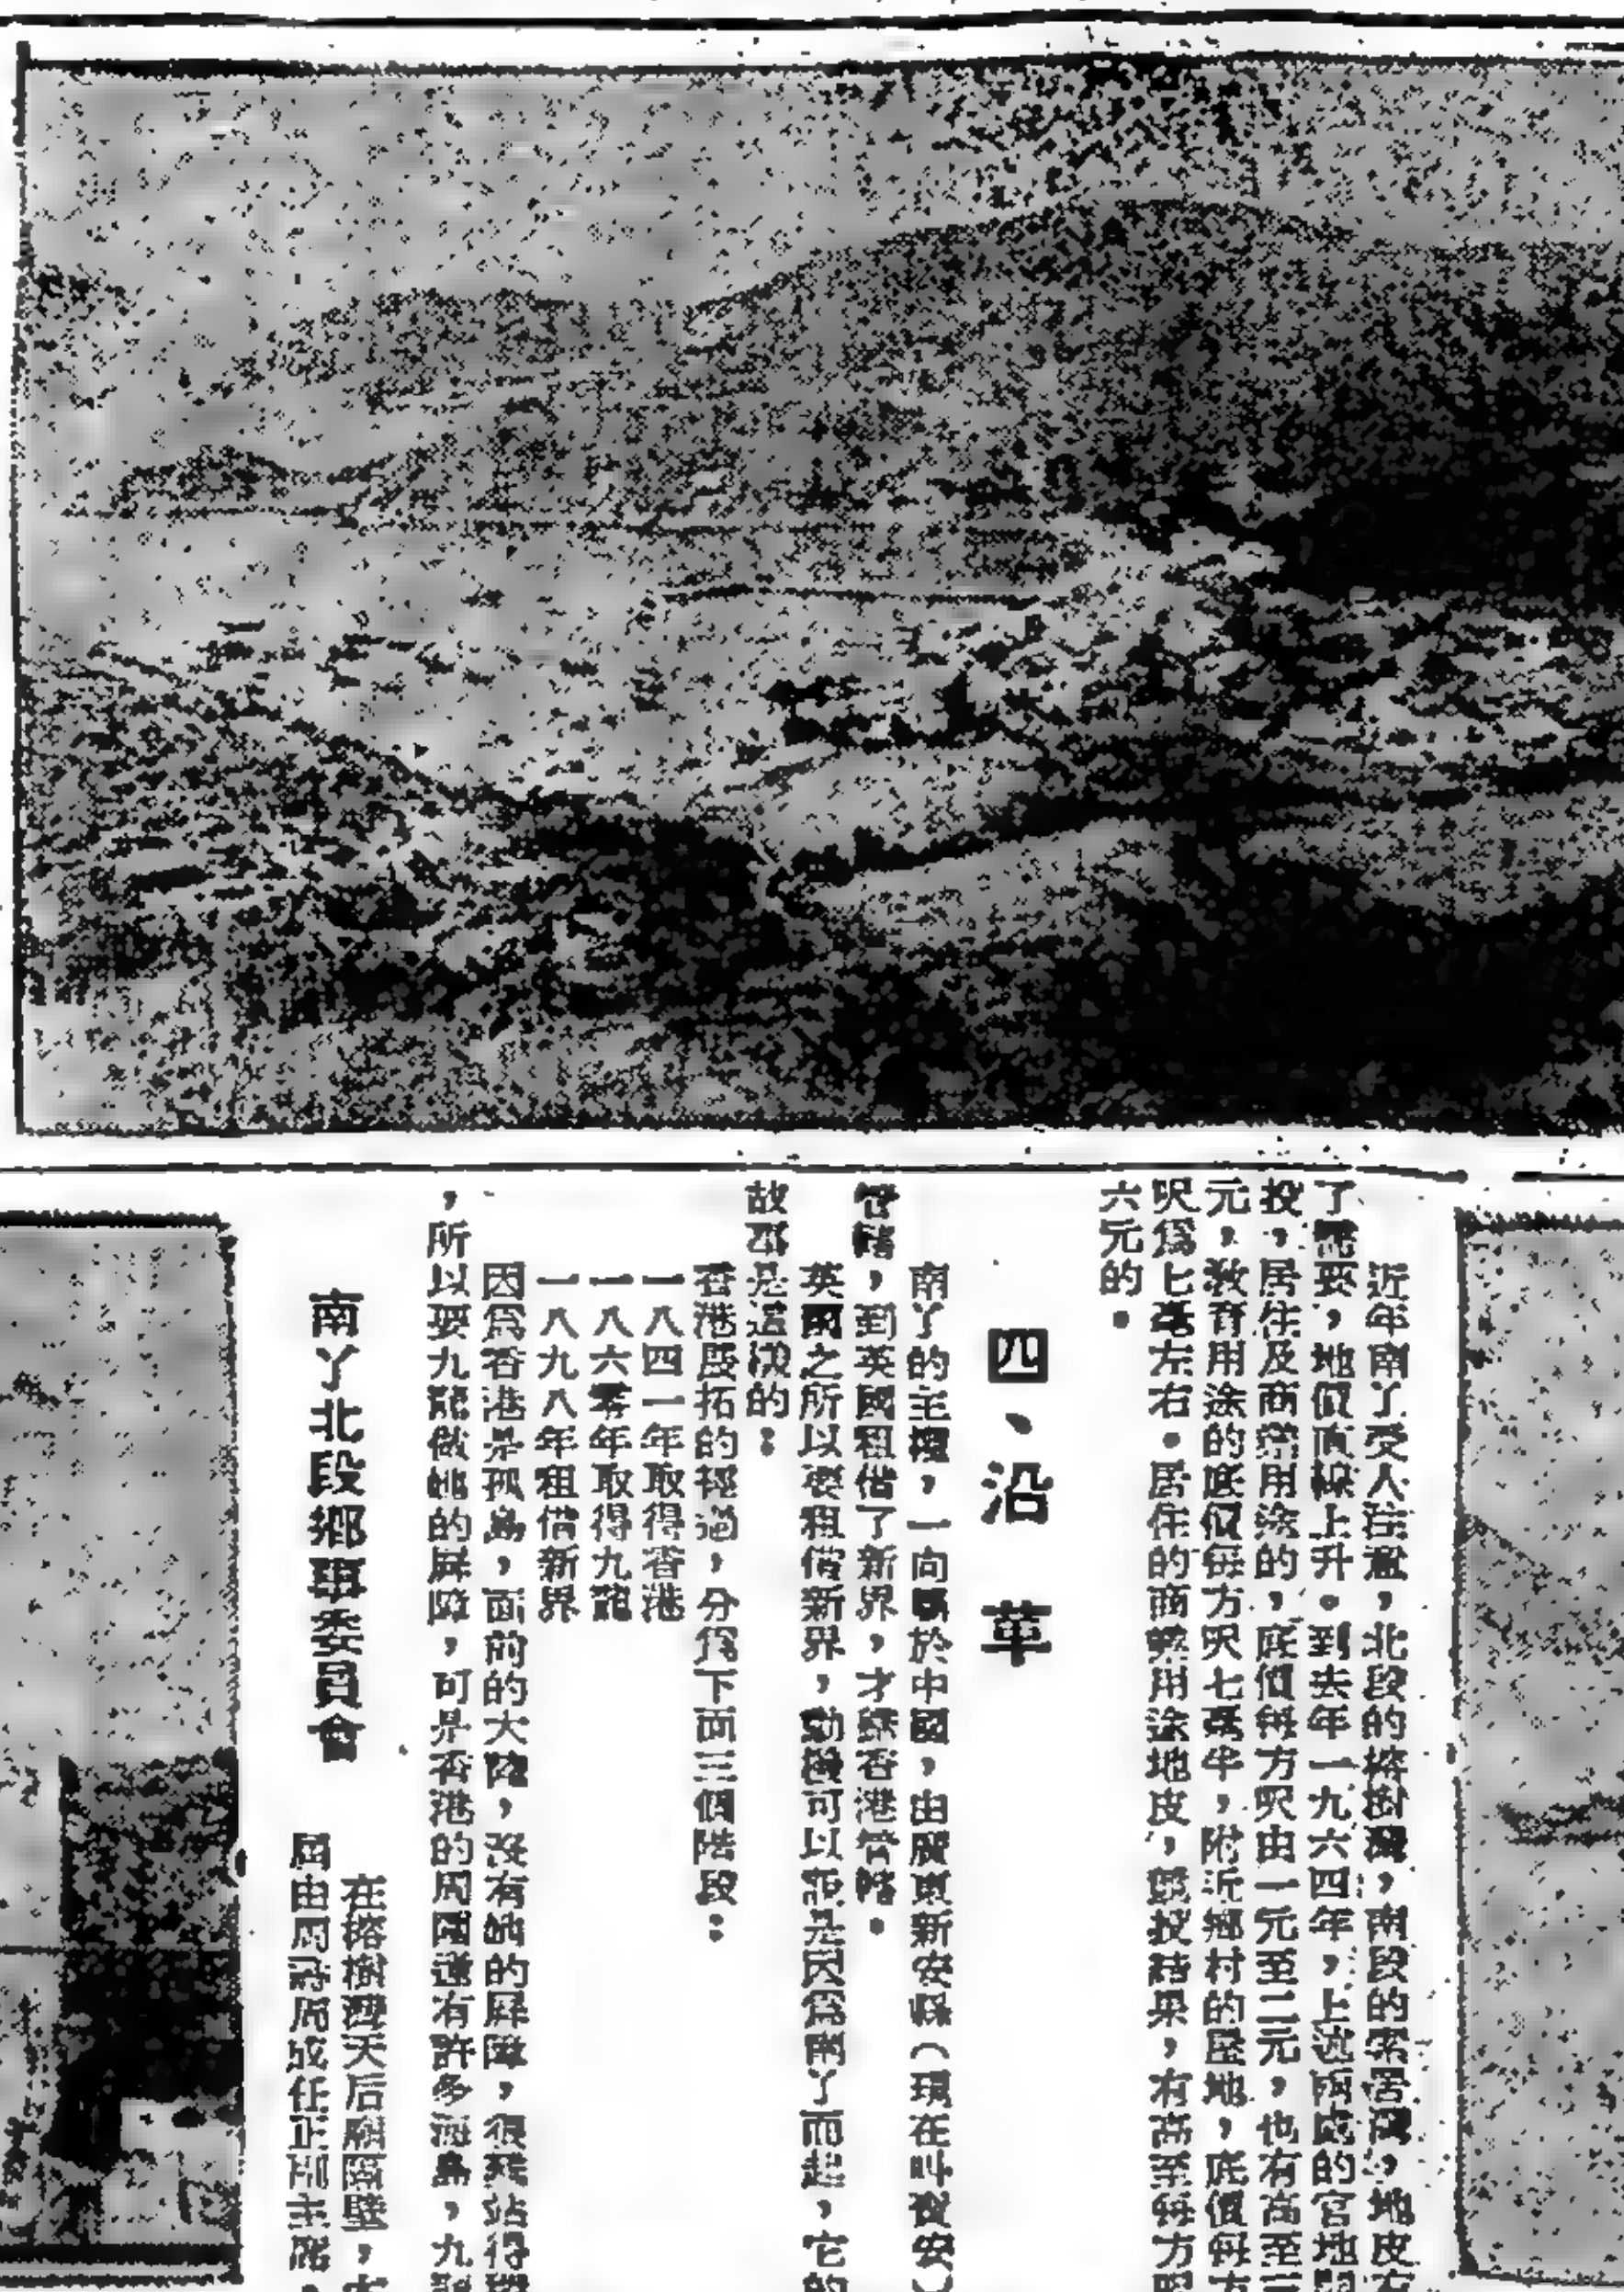 近年南丫受人注意，北段的榕樹灣，南段的索罟灣，地皮有
了需要，地價直線上升。到去年一九六四年，上述兩處的官地開
投，居住及商業用途的，底價每方呎由一元至二元，也有高至三
元，教育用途的底價每方呎七毫半，附近鄉村的屋地，底價每方
呎爲七毫左右。居住的商業用途地皮，競投結果，有高至每方呎
六元的。
四、沿革
南丫的主權，一向屬於中國，由廣東新安縣（現在叫寶安）
管轄，到英國租借了新界，才歸香港管轄。
英國之所以要租借新界，動機可以說是因爲南丫而起，它的
故事是這樣的：
香港展拓的經過，分爲下面三個階段：
一八四一年取得香港
一八六零年取得九龍
一八九八年租借新界
因爲香港是孤島，面前的大陸，沒有她的屏障，很難站得
，所以要九龍做她的屏障，可是香港的周圍還有許多海島，九龍
南丫北段鄉事委員會
在榕樹灣天后廟隔壁，
屆由周 周成任正副主席。